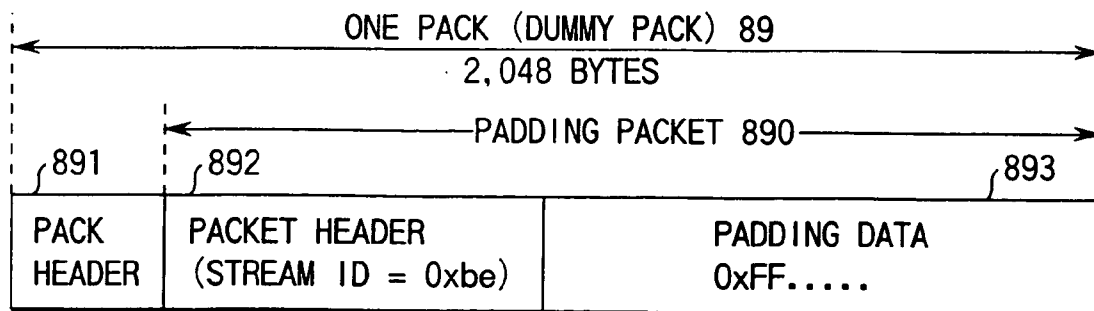 ONE PACK (DUMMY PACK) 89
2,048 BYTES
PADDING PACKET 890
891
892
893
PACK
HEADER
PACKET HEADER
(STREAM ID = 0xbe)
PADDING DATA
0xFF.....